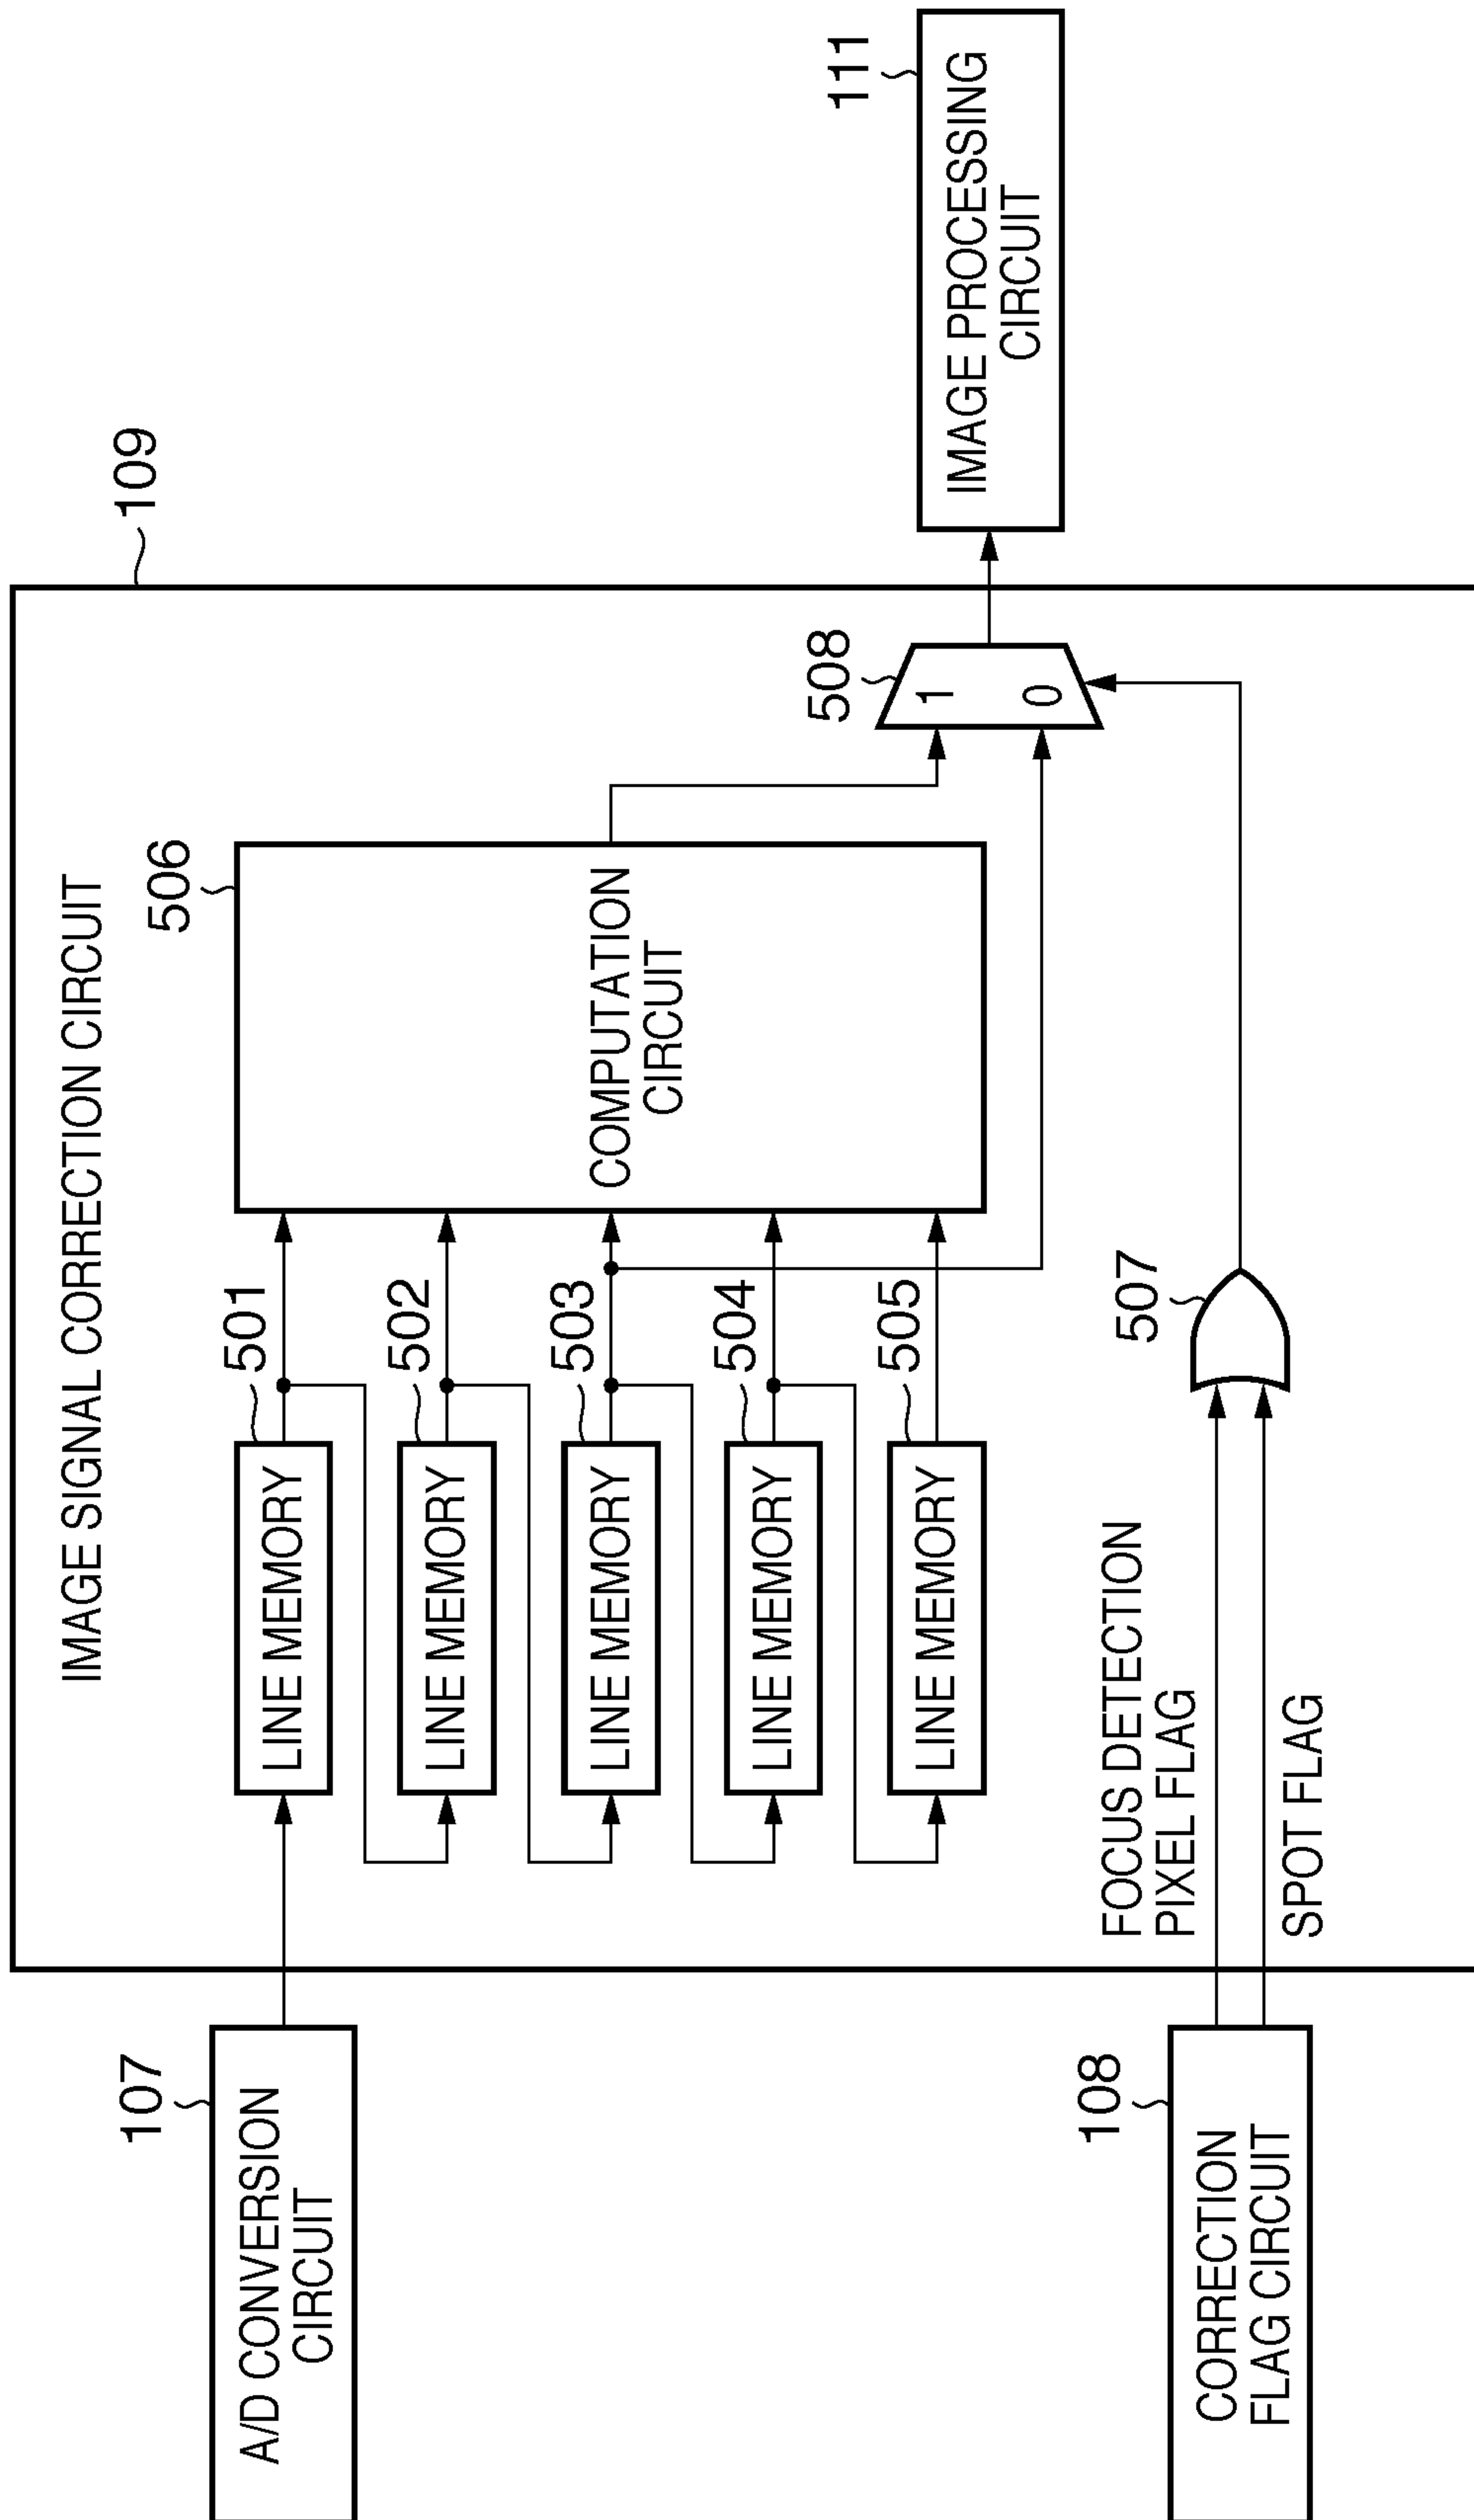 109
IMAGE SIGNAL CORRECTION CIRCUIT
107
A/D CONVERSION
CIRCUIT
501
LINE MEMORY
502
LINE MEMORY
503
LINE MEMORY
504
LINE MEMORY
505
LINE MEMORY
506
COMPUTATION
CIRCUIT
508
1
0
111
IMAGE PROCESSING
CIRCUIT
108
CORRECTION
FLAG CIRCUIT
FOCUS DETECTION
PIXEL FLAG
SPOT FLAG
507